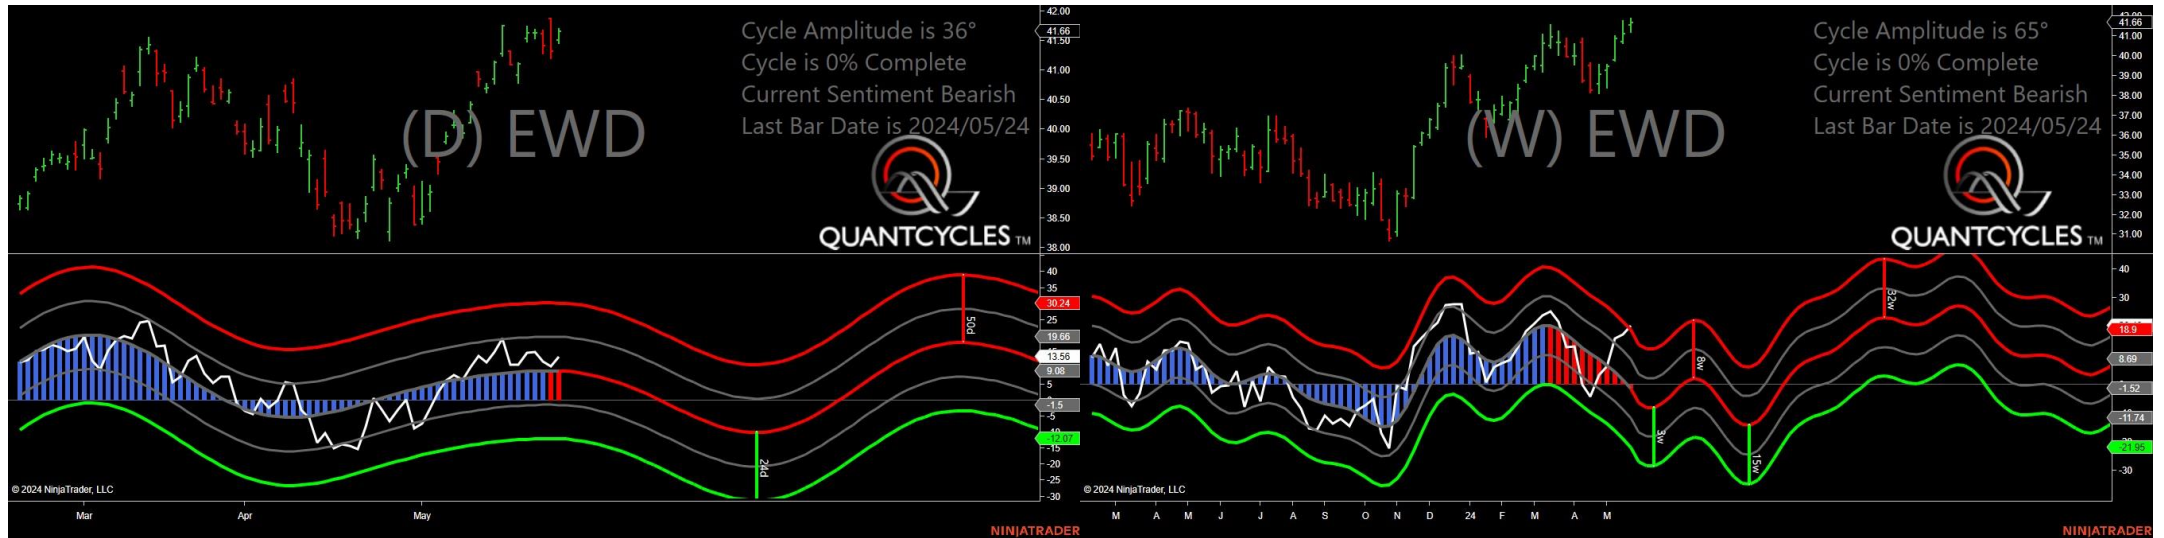 Cycle Amplitude is 36°
Cycle is 0% Complete
Current Sentiment Bearish
Last Bar Date is 2024/05/24
(D) EWD
QUANTCYCLES TM
42.00
41.66
41.50
41.00
40.50
40.00
39.50
39.00
38.50
38.00
40
30.24
25
19.66
13.56
9.08
5
-1.5
-5
-12.07
-15
-20
-25
-30
50d
24d
© 2024 NinjaTrader, LLC
Mar Apr May
NINJATRADER
Cycle Amplitude is 65°
Cycle is 0% Complete
Current Sentiment Bearish
Last Bar Date is 2024/05/24
(W) EWD
QUANTCYCLES TM
41.66
41.00
40.00
39.00
38.00
37.00
36.00
35.00
34.00
33.00
32.00
31.00
40
30
18.9
8.69
-1.52
-11.74
-21.95
-30
32w
8w
3w
15w
© 2024 NinjaTrader, LLC
M A M J J A S O N D 24 F M A M
NINJATRADER